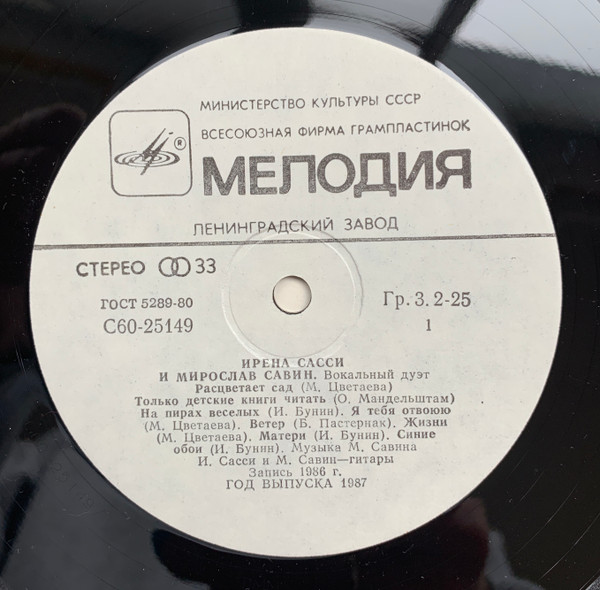 МИНИСТЕРСТВО КУЛЬТУРЫ СССР
ВСЕСОЮЗНАЯ ФИРМА ГРАМПЛАСТИНОК
®
МЕЛОДИЯ
ЛЕНИНГРАДСКИЙ ЗАВОД
СТЕРЕО 33
ГОСТ 5289-80
Гр. 3. 2-25
С60-25149
1
ИРЕНА САССИ
И МИРОСЛАВ САВИН. Вокальный дуэт
Расцветает сад (М. Цветаева)
Только детские книги читать (О. Мандельштам)
На пирах веселых (И. Бунин). Я тебя отвоюю
(М. Цветаева). Ветер (Б. Пастернак). Жизни
(М. Цветаева). Матери (И. Бунин). Синие
обои (И. Бунин). Музыка М. Савина
И. Сасси и М. Савин—гитары
Запись 1986 г.
ГОД ВЫПУСКА 1987